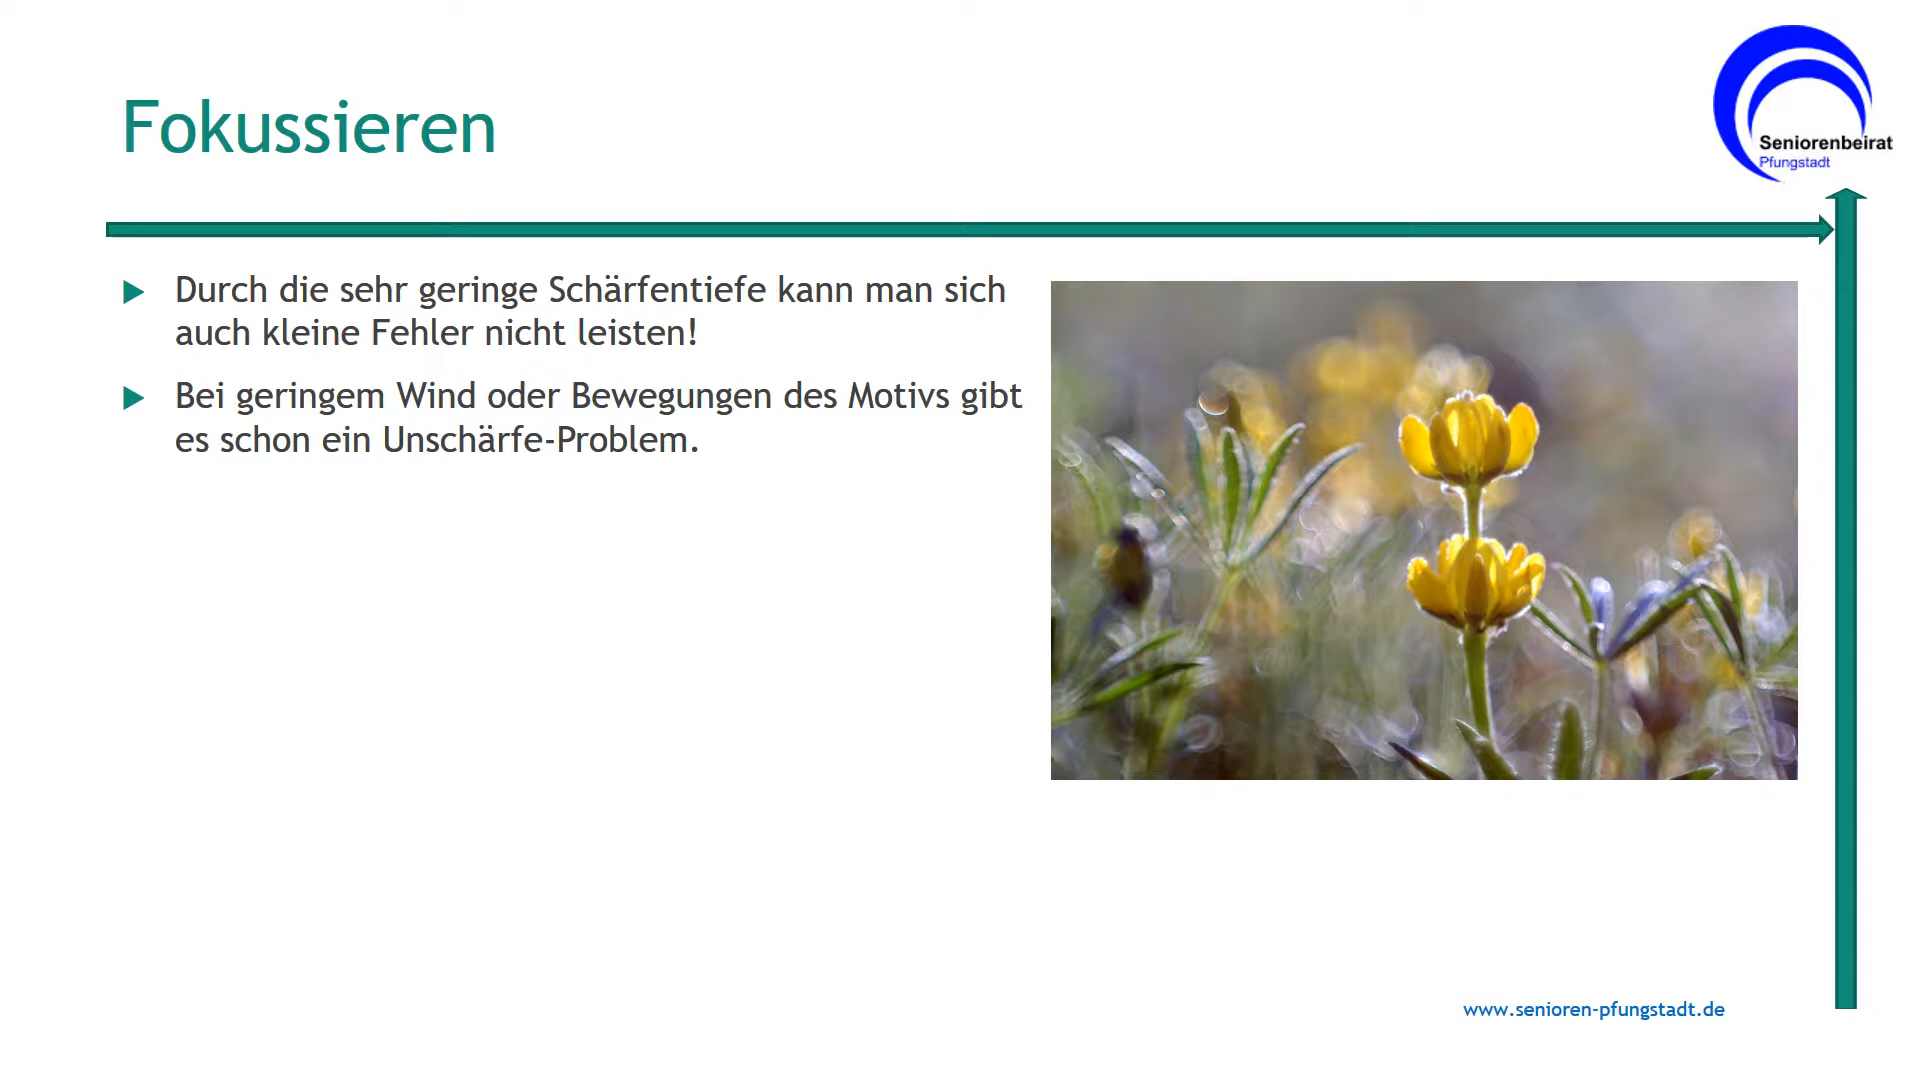 Fokussieren
Seniorenbeirat
Pfungstadt
Durch die sehr geringe Schärfentiefe kann man sich
auch kleine Fehler nicht leisten!
Bei geringem Wind oder Bewegungen des Motivs gibt
es schon ein Unschärfe-Problem.
www.senioren-pfungstadt.de